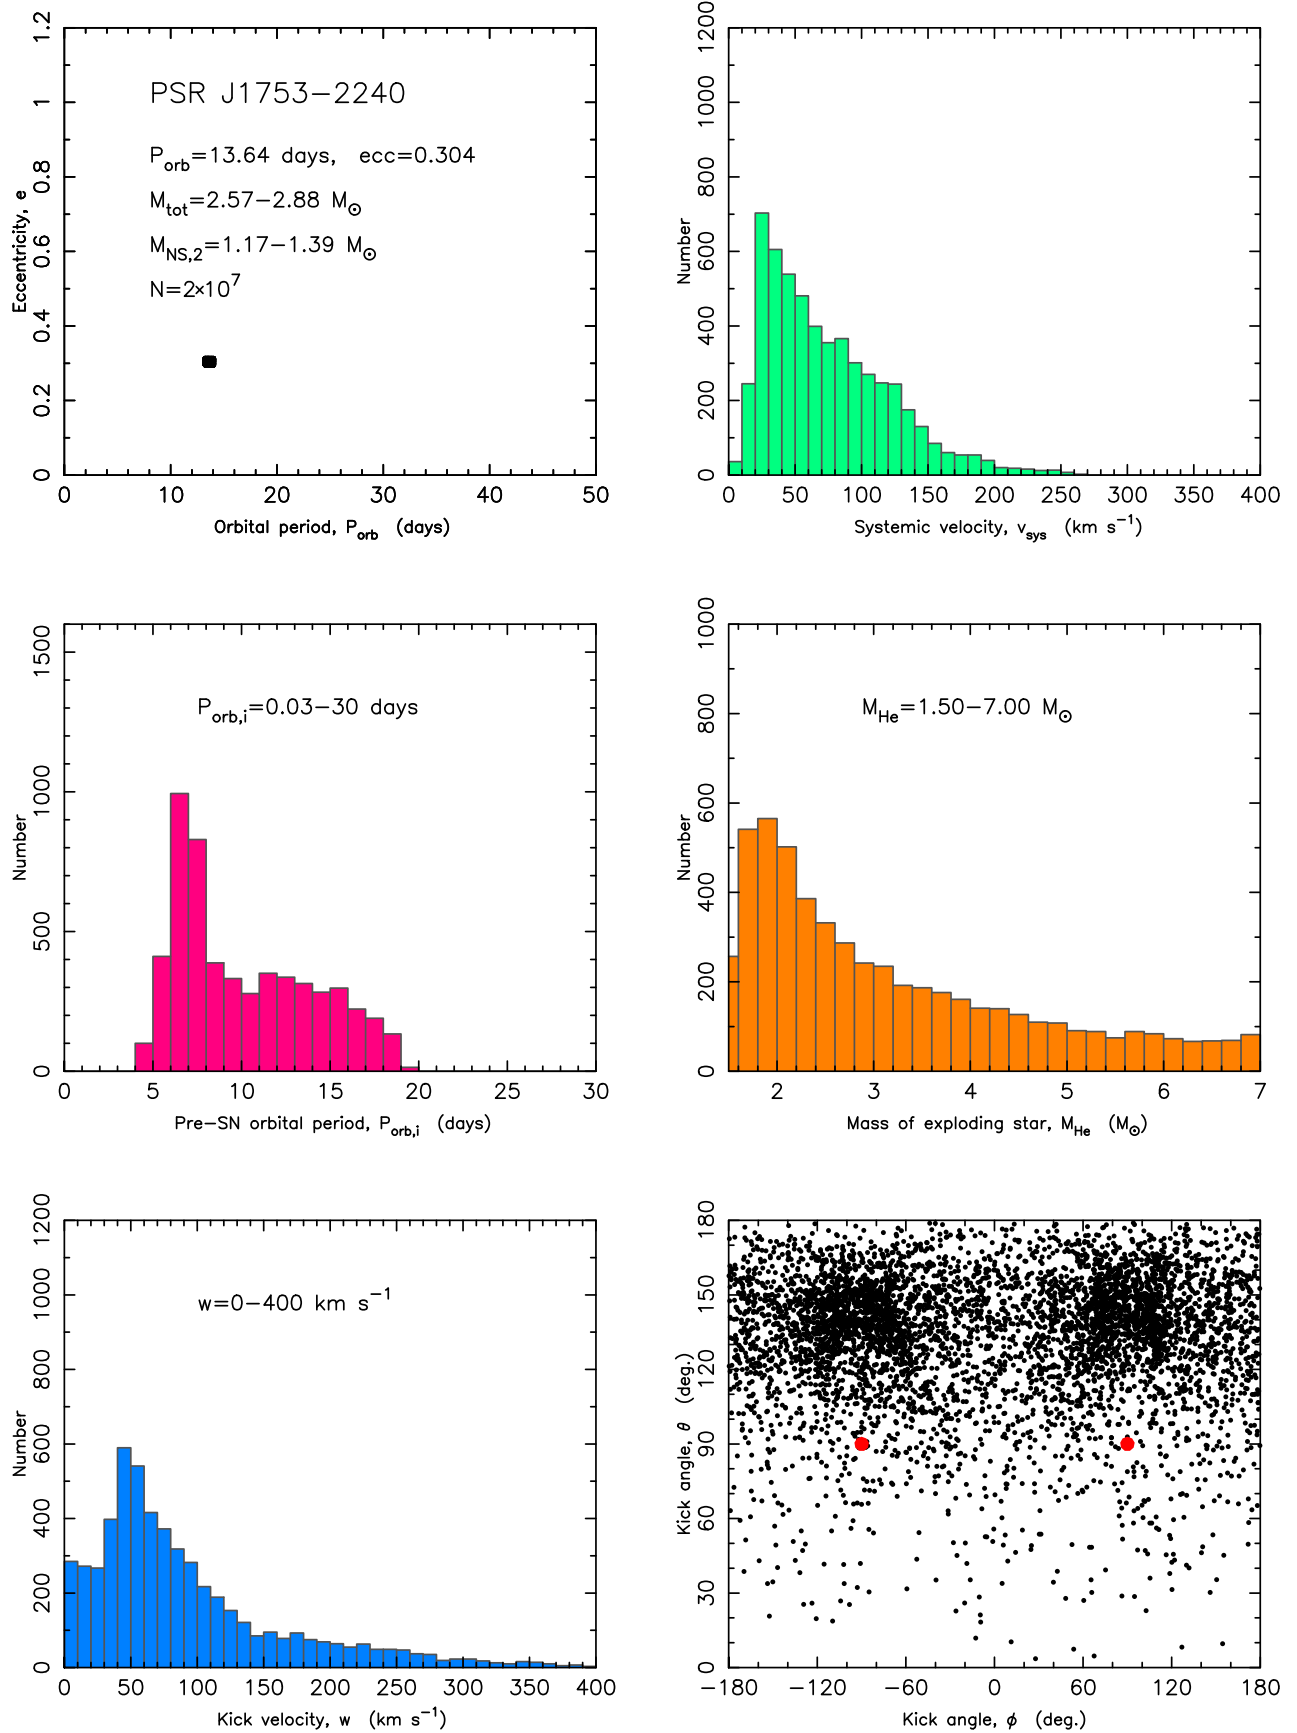 PSR J1753−2240
P_orb=13.64 days, ecc=0.304
M_tot=2.57−2.88 M_⊙
M_NS,2=1.17−1.39 M_⊙
N=2×10^7
Eccentricity, e
0 0.2 0.4 0.6 0.8 1 1.2
0 10 20 30 40 50
Orbital period, P_orb (days)
Number
0 200 400 600 800 1000 1200
0 50 100 150 200 250 300 350 400
Systemic velocity, v_sys (km s^−1)
P_orb,i=0.03−30 days
Number
0 500 1000 1500
0 5 10 15 20 25 30
Pre−SN orbital period, P_orb,i (days)
M_He=1.50−7.00 M_⊙
Number
0 200 400 600 800 1000
2 3 4 5 6 7
Mass of exploding star, M_He (M_⊙)
w=0−400 km s^−1
Number
0 200 400 600 800 1000 1200
0 50 100 150 200 250 300 350 400
Kick velocity, w (km s^−1)
Kick angle, θ (deg.)
0 30 60 90 120 150 180
−180 −120 −60 0 60 120 180
Kick angle, ϕ (deg.)